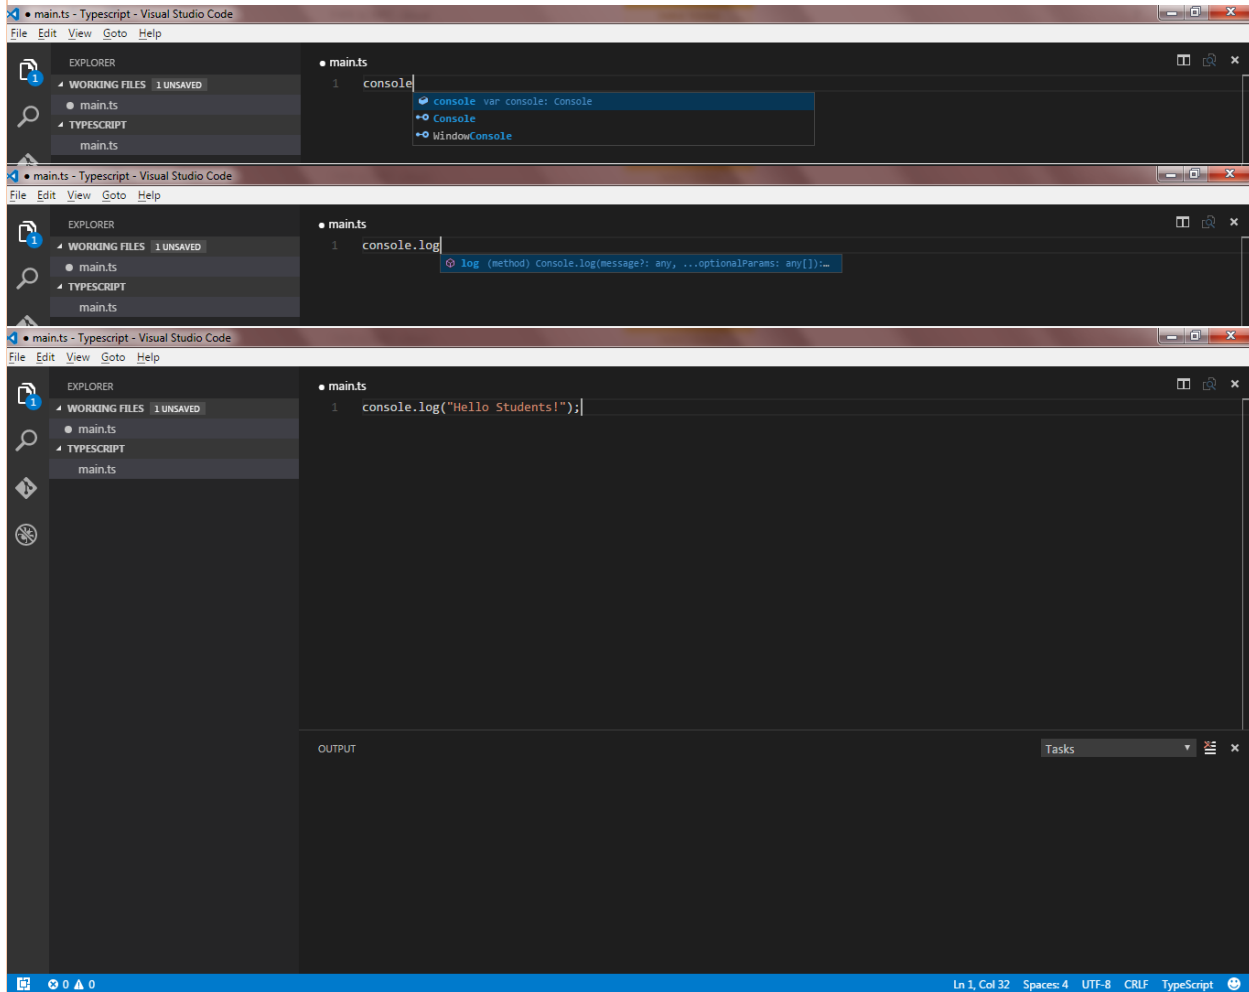 ● main.ts - Typescript - Visual Studio Code
File Edit View Goto Help
EXPLORER
● main.ts
1
WORKING FILES 1 UNSAVED
1 console
● main.ts
console var console: Console
TYPESCRIPT
Console
main.ts
WindowConsole
● main.ts - Typescript - Visual Studio Code
File Edit View Goto Help
EXPLORER
● main.ts
1
WORKING FILES 1 UNSAVED
1 console.log
● main.ts
log (method) Console.log(message?: any, ...optionalParams: any[]):…
TYPESCRIPT
main.ts
● main.ts - Typescript - Visual Studio Code
File Edit View Goto Help
EXPLORER
● main.ts
1
WORKING FILES 1 UNSAVED
1 console.log("Hello Students!");
● main.ts
TYPESCRIPT
main.ts
OUTPUT
Tasks
0 0
Ln 1, Col 32 Spaces: 4 UTF-8 CRLF TypeScript